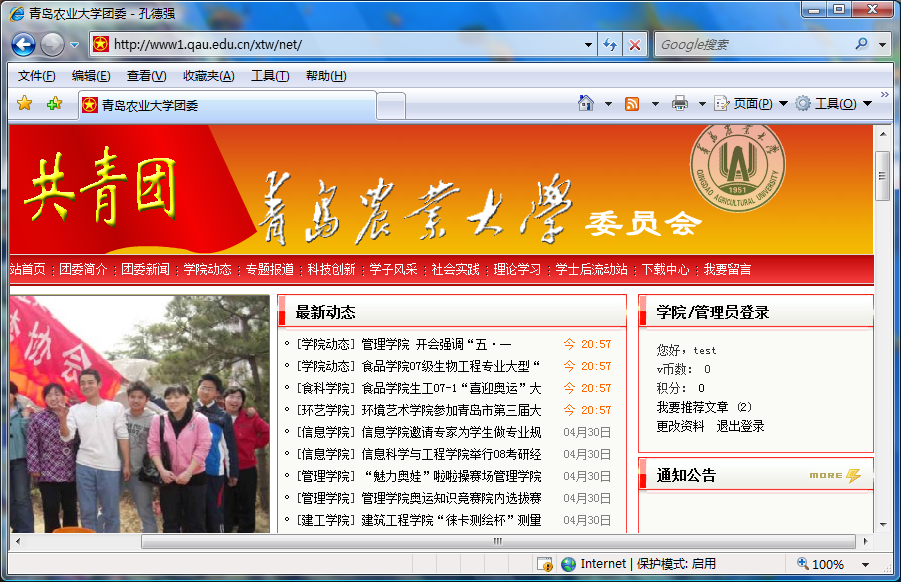 青岛农业大学团委 - 孔德强
http://www1.qau.edu.cn/xtw/net/
Google搜索
文件(F) 编辑(E) 查看(V) 收藏夹(A) 工具(T) 帮助(H)
青岛农业大学团委
页面(P) 工具(O)
共青团
青岛农业大学 委员会
青岛农业大学
1951
QINGDAO AGRICULTURAL UNIVERSITY
站首页 : 团委简介 : 团委新闻 : 学院动态 : 专题报道 : 科技创新 : 学子风采 : 社会实践 : 理论学习 : 学士后流动站 : 下载中心 : 我要留言
协会
最新动态
[学院动态] 管理学院 开会强调“五·一 今 20:57
[学院动态] 食品学院07级生物工程专业大型“ 今 20:57
[食科学院] 食品学院生工07-1“喜迎奥运”大 今 20:57
[环艺学院] 环境艺术学院参加青岛市第三届大 今 20:57
[信息学院] 信息学院邀请专家为学生做专业规 04月30日
[信息学院] 信息科学与工程学院举行08考研经 04月30日
[管理学院] “魅力奥娃”啦啦操赛场管理学院 04月30日
[管理学院] 管理学院奥运知识竞赛院内选拔赛 04月30日
[建工学院] 建筑工程学院“徕卡测绘杯”测量 04月30日
学院/管理员登录
您好，test
v币数: 0
积分: 0
我要推荐文章 (2)
更改资料 退出登录
通知公告 MORE
Internet | 保护模式: 启用
100%